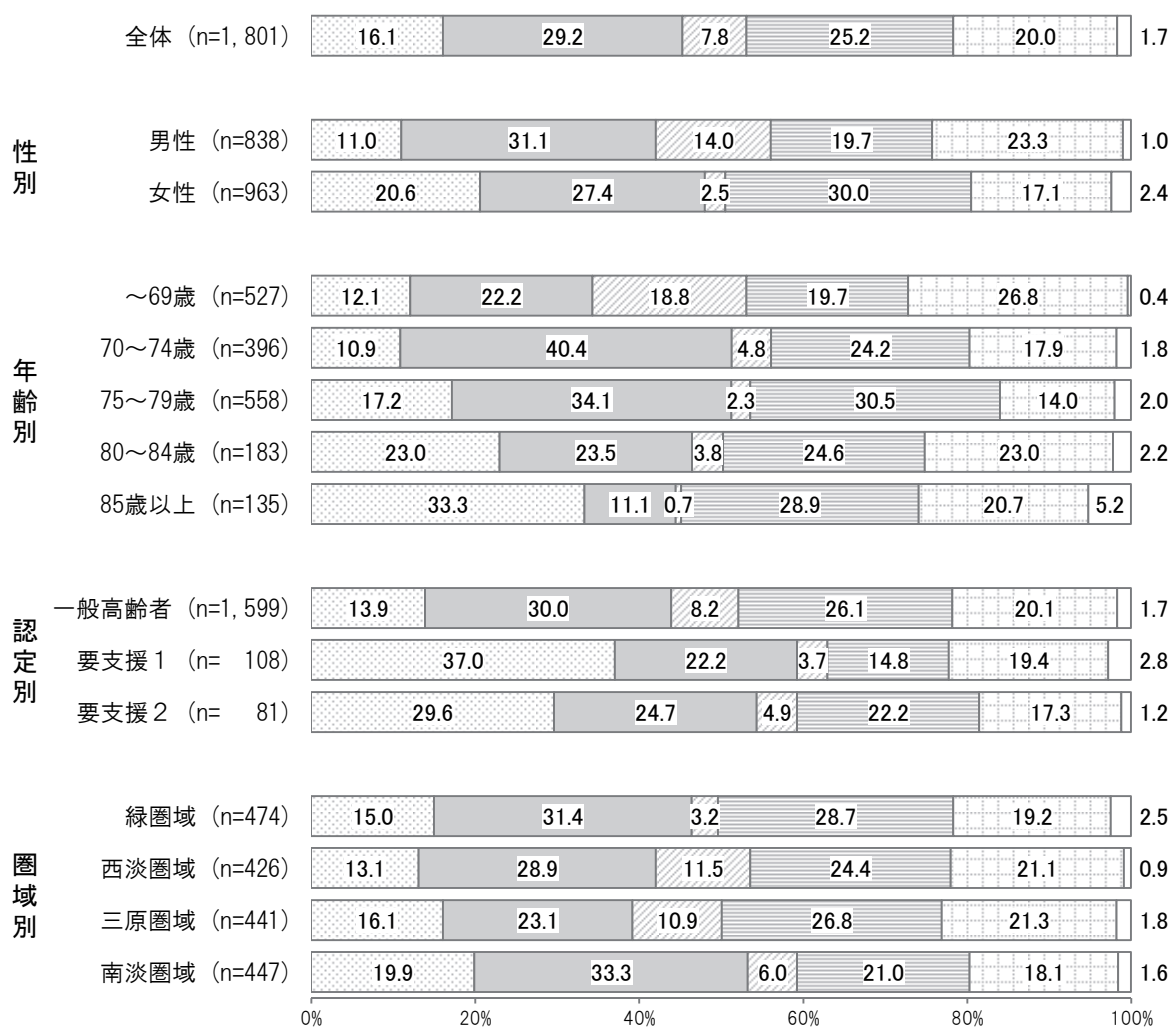 全体 (n=1,801) 16.1 29.2 7.8 25.2 20.0 1.7
性別
男性 (n=838) 11.0 31.1 14.0 19.7 23.3 1.0
女性 (n=963) 20.6 27.4 2.5 30.0 17.1 2.4
年齢別
～69歳 (n=527) 12.1 22.2 18.8 19.7 26.8 0.4
70～74歳 (n=396) 10.9 40.4 4.8 24.2 17.9 1.8
75～79歳 (n=558) 17.2 34.1 2.3 30.5 14.0 2.0
80～84歳 (n=183) 23.0 23.5 3.8 24.6 23.0 2.2
85歳以上 (n=135) 33.3 11.1 0.7 28.9 20.7 5.2
認定別
一般高齢者 (n=1,599) 13.9 30.0 8.2 26.1 20.1 1.7
要支援１ (n= 108) 37.0 22.2 3.7 14.8 19.4 2.8
要支援２ (n= 81) 29.6 24.7 4.9 22.2 17.3 1.2
圏域別
緑圏域 (n=474) 15.0 31.4 3.2 28.7 19.2 2.5
西淡圏域 (n=426) 13.1 28.9 11.5 24.4 21.1 0.9
三原圏域 (n=441) 16.1 23.1 10.9 26.8 21.3 1.8
南淡圏域 (n=447) 19.9 33.3 6.0 21.0 18.1 1.6
0% 20% 40% 60% 80% 100%